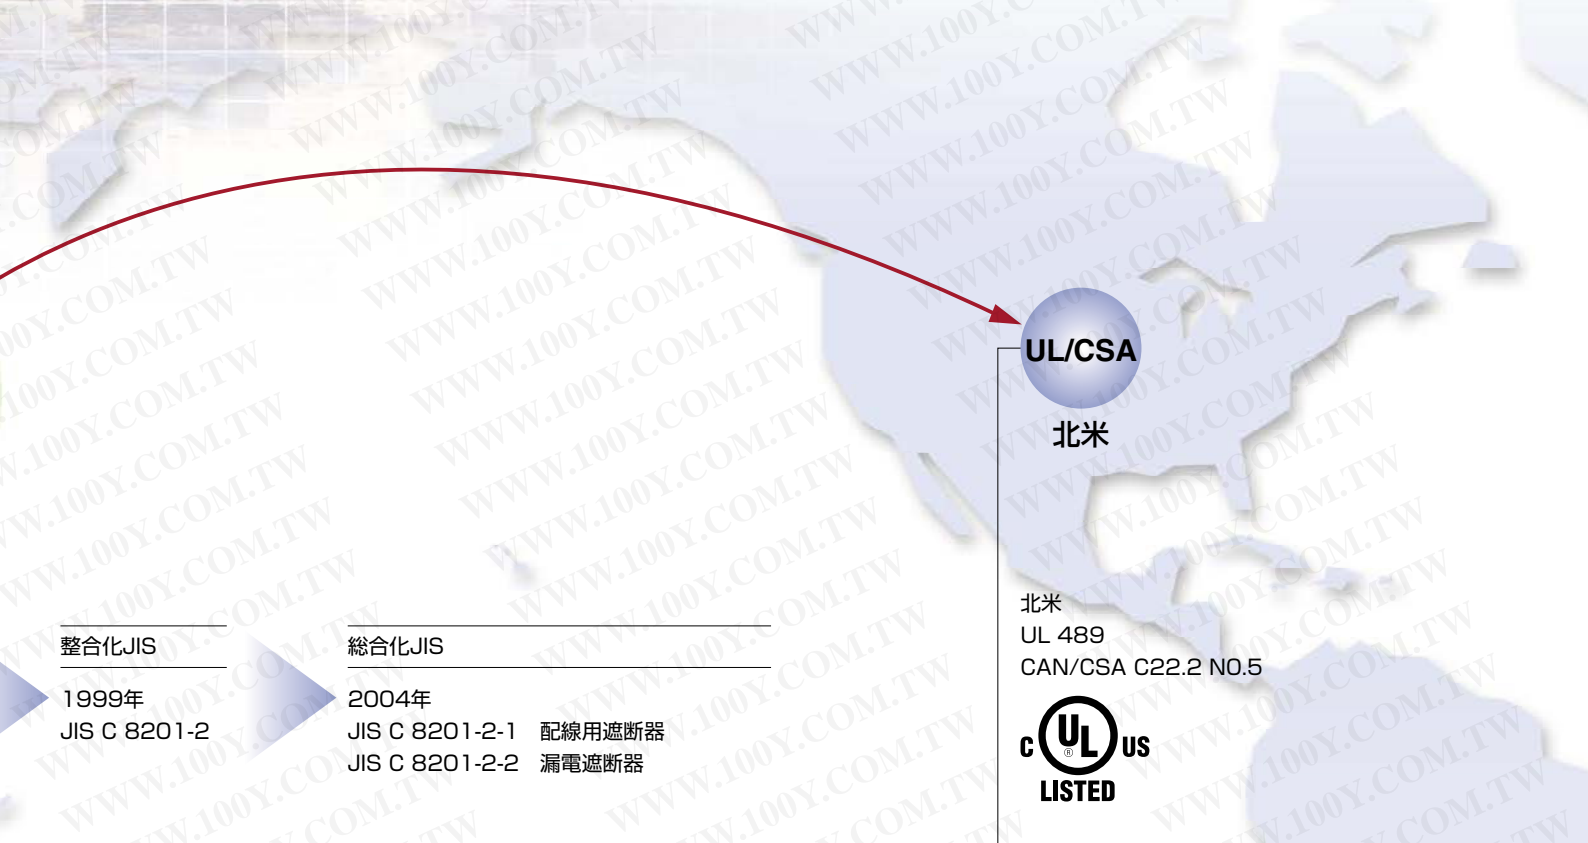 UL/CSA
北米
整合化JIS
1999年
JIS C 8201-2
総合化JIS
2004年
JIS C 8201-2-1 配線用遮断器
JIS C 8201-2-2 漏電遮断器
北米
UL 489
CAN/CSA C22.2 NO.5
C UL ® US
LISTED
WWW.100Y.COM.TW